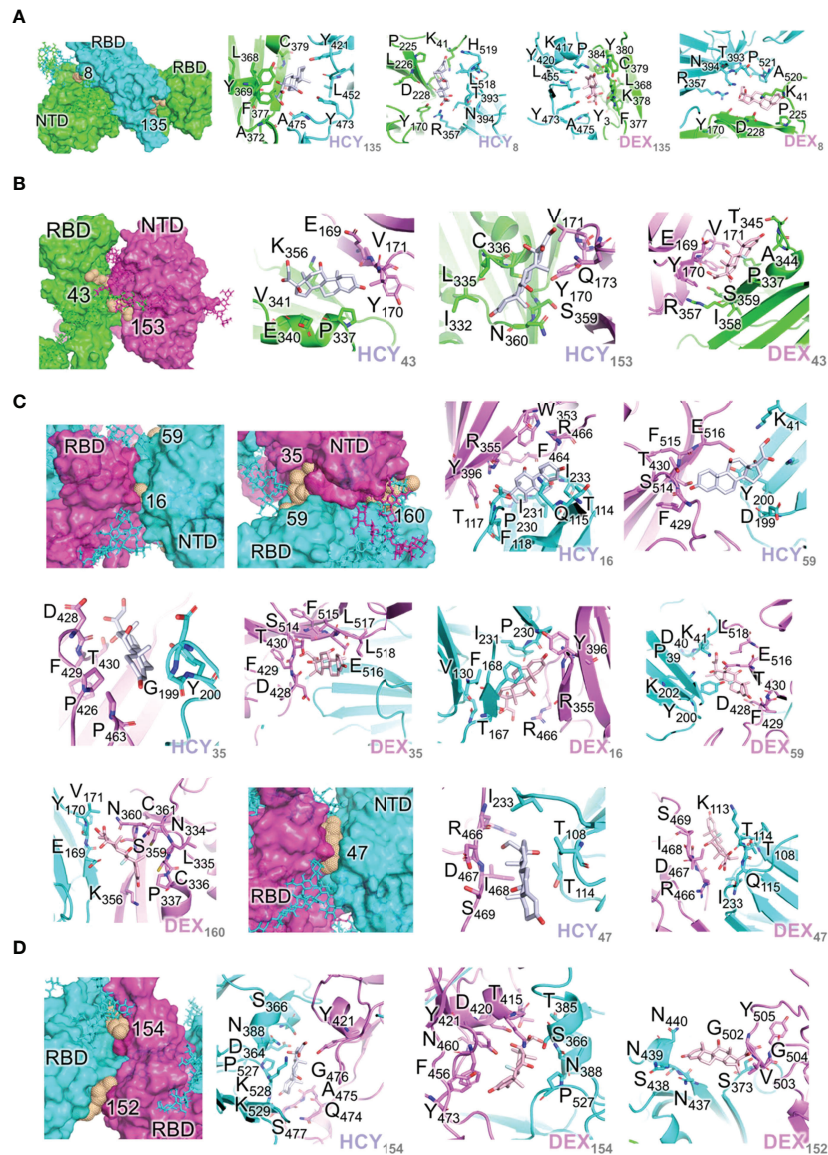 A
RBD
8
RBD
NTD
135
C379
Y421
L368
Y369
L452
F377
A372
A475
Y473
HCY135
P225
K41
H519
L226
L518
D228
T393
Y170
R357
N394
HCY8
Y420
K417
P384
Y380
C379
L455
L368
K378
Y473
A475
Y3
F377
DEX135
N394
T393
P521
A520
R357
K41
P225
Y170
D228
DEX8
B
RBD
NTD
43
153
E169
K356
V171
V341
Y170
E340
P337
HCY43
V171
C336
L335
Q173
I332
Y170
S359
N360
HCY153
T345
V171
E169
A344
Y170
P337
S359
R357
I358
DEX43
C
RBD
59
16
NTD
35
NTD
59
160
RBD
W353
R466
R355
F464
Y396
I233
I231
T114
T117
P230
Q115
F118
HCY16
K41
F515
E516
T430
S514
Y200
F429
D199
HCY59
D428
F429
T430
G199
Y200
P426
P463
HCY35
S514
F515
L517
T430
L518
F429
E516
D428
DEX35
I231
P230
Y396
V130
F168
R355
T167
R466
DEX16
D40
K41
L518
P39
E516
K202
T430
Y200
D428
F429
DEX59
V171
Y170
N360
C361
N334
E169
S359
L335
K356
P337
C336
DEX160
NTD
47
RBD
I233
R466
T108
D467
I468
T114
S469
HCY47
K113
S469
I468
T114
D467
T108
R466
Q115
I233
DEX47
D
154
RBD
152
RBD
S366
Y421
N388
D364
P527
G476
K528
A475
K529
Q474
S477
HCY154
T415
D420
T385
Y421
N460
S366
F456
N388
Y473
P527
DEX154
N440
Y505
G502
N439
G504
S438
S373
V503
N437
DEX152